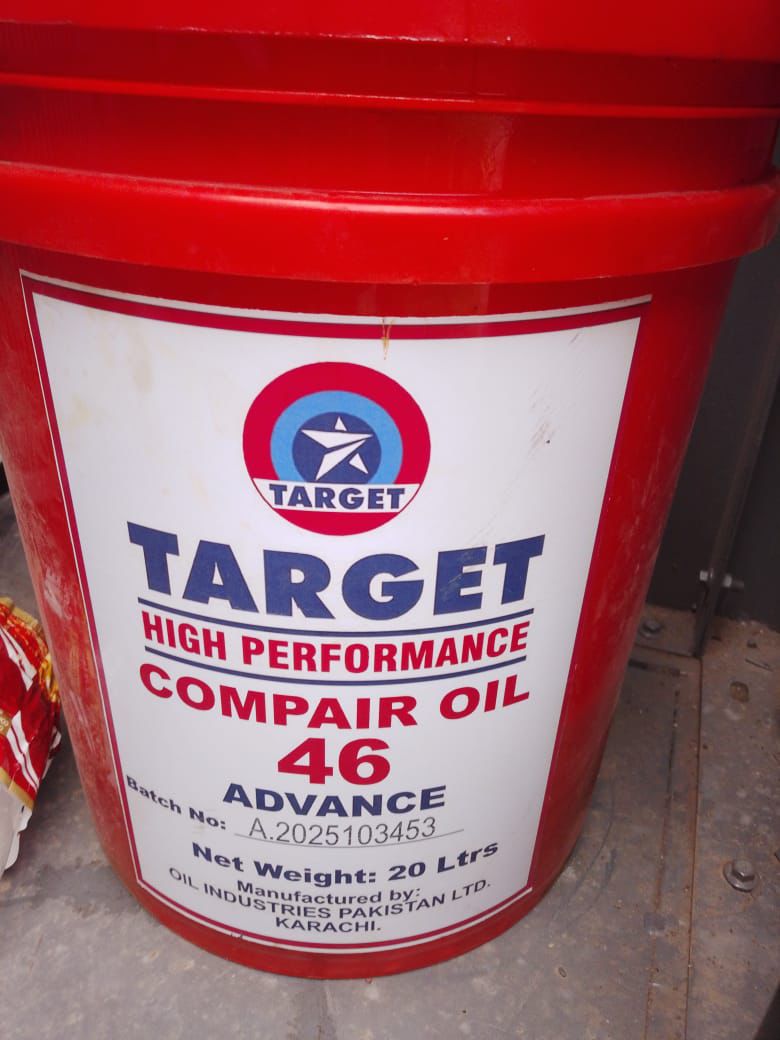 TARGET
TARGET
HIGH PERFORMANCE
COMPAIR OIL
46
ADVANCE
Batch No: A.2025103453
Net Weight: 20 Ltrs
Manufactured by:
OIL INDUSTRIES PAKISTAN LTD.
KARACHI.